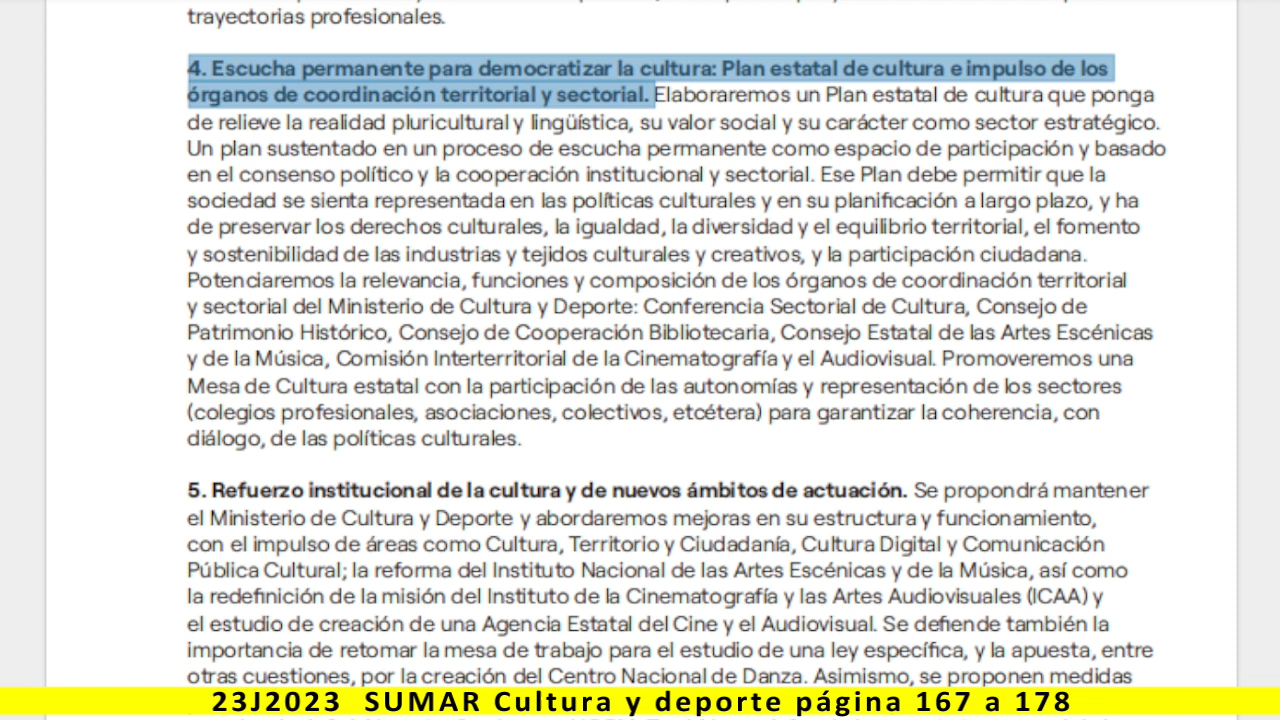 trayectorias profesionales.
4. Escucha permanente para democratizar la cultura: Plan estatal de cultura e impulso de los
órganos de coordinación territorial y sectorial. Elaboraremos un Plan estatal de cultura que ponga
de relieve la realidad pluricultural y lingüística, su valor social y su carácter como sector estratégico.
Un plan sustentado en un proceso de escucha permanente como espacio de participación y basado
en el consenso político y la cooperación institucional y sectorial. Ese Plan debe permitir que la
sociedad se sienta representada en las políticas culturales y en su planificación a largo plazo, y ha
de preservar los derechos culturales, la igualdad, la diversidad y el equilibrio territorial, el fomento
y sostenibilidad de las industrias y tejidos culturales y creativos, y la participación ciudadana.
Potenciaremos la relevancia, funciones y composición de los órganos de coordinación territorial
y sectorial del Ministerio de Cultura y Deporte: Conferencia Sectorial de Cultura, Consejo de
Patrimonio Histórico, Consejo de Cooperación Bibliotecaria, Consejo Estatal de las Artes Escénicas
y de la Música, Comisión Interterritorial de la Cinematografía y el Audiovisual. Promoveremos una
Mesa de Cultura estatal con la participación de las autonomías y representación de los sectores
(colegios profesionales, asociaciones, colectivos, etcétera) para garantizar la coherencia, con
diálogo, de las políticas culturales.
5. Refuerzo institucional de la cultura y de nuevos ámbitos de actuación. Se propondrá mantener
el Ministerio de Cultura y Deporte y abordaremos mejoras en su estructura y funcionamiento,
con el impulso de áreas como Cultura, Territorio y Ciudadanía, Cultura Digital y Comunicación
Pública Cultural; la reforma del Instituto Nacional de las Artes Escénicas y de la Música, así como
la redefinición de la misión del Instituto de la Cinematografía y las Artes Audiovisuales (ICAA) y
el estudio de creación de una Agencia Estatal del Cine y el Audiovisual. Se defiende también la
importancia de retomar la mesa de trabajo para el estudio de una ley específica, y la apuesta, entre
otras cuestiones, por la creación del Centro Nacional de Danza. Asimismo, se proponen medidas
23J2023 SUMAR Cultura y deporte página 167 a 178